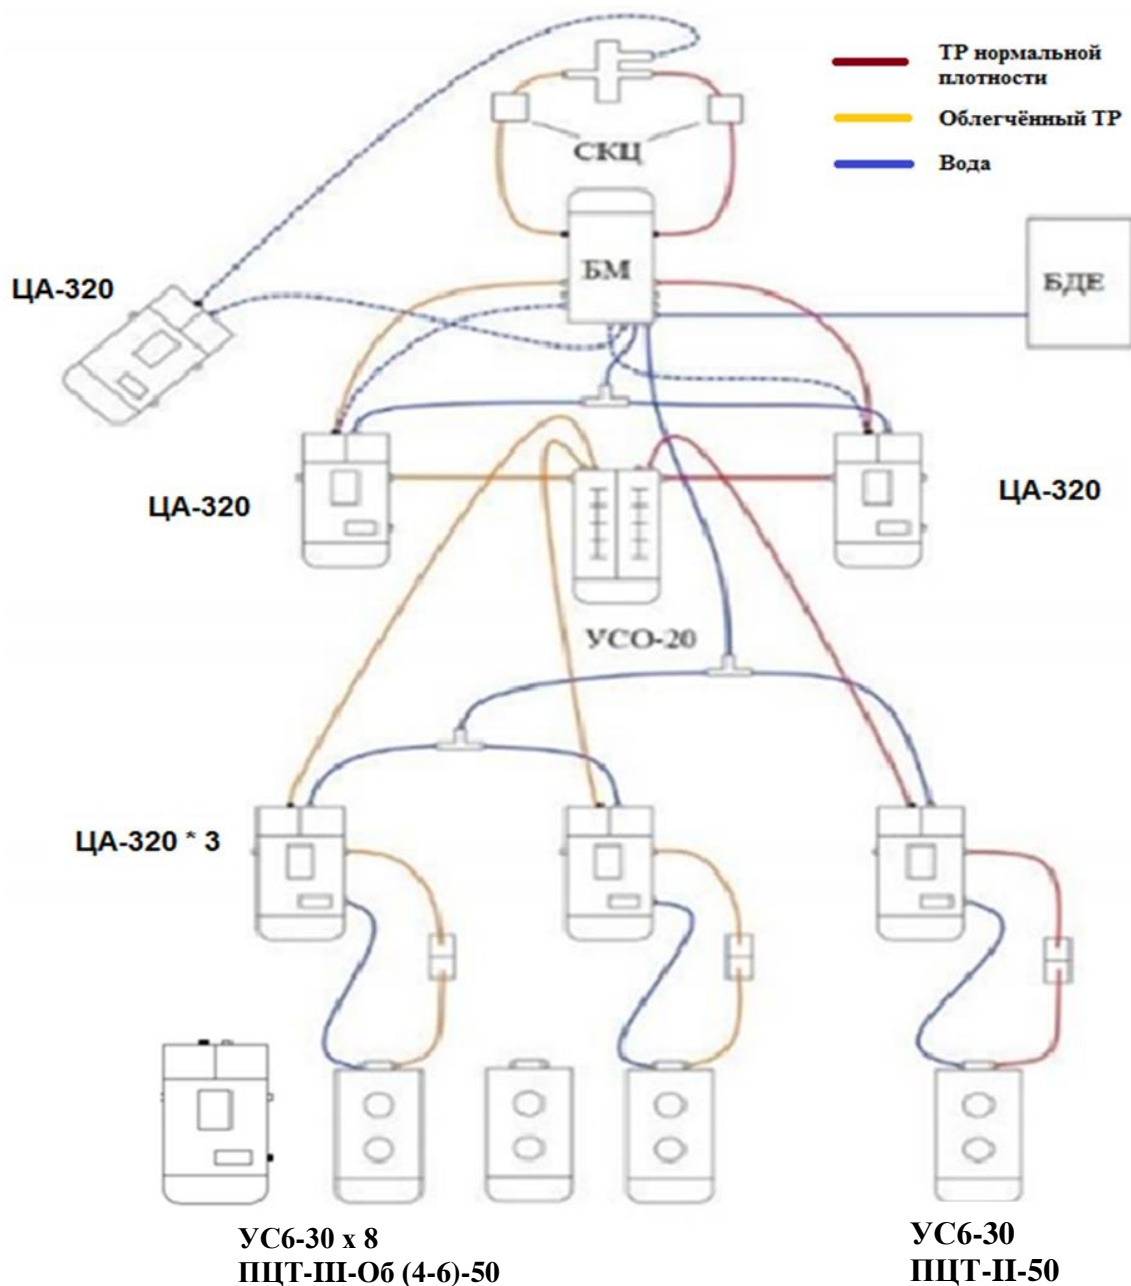 ТР нормальной
плотности
Облегчённый ТР
СКЦ
Вода
БМ
БДЕ
ЦА-320
ЦА-320
ЦА-320
УСО-20
ЦА-320 * 3
УС6-30 х 8
ПЦТ-III-Об (4-6)-50
УС6-30
ПЦТ-II-50